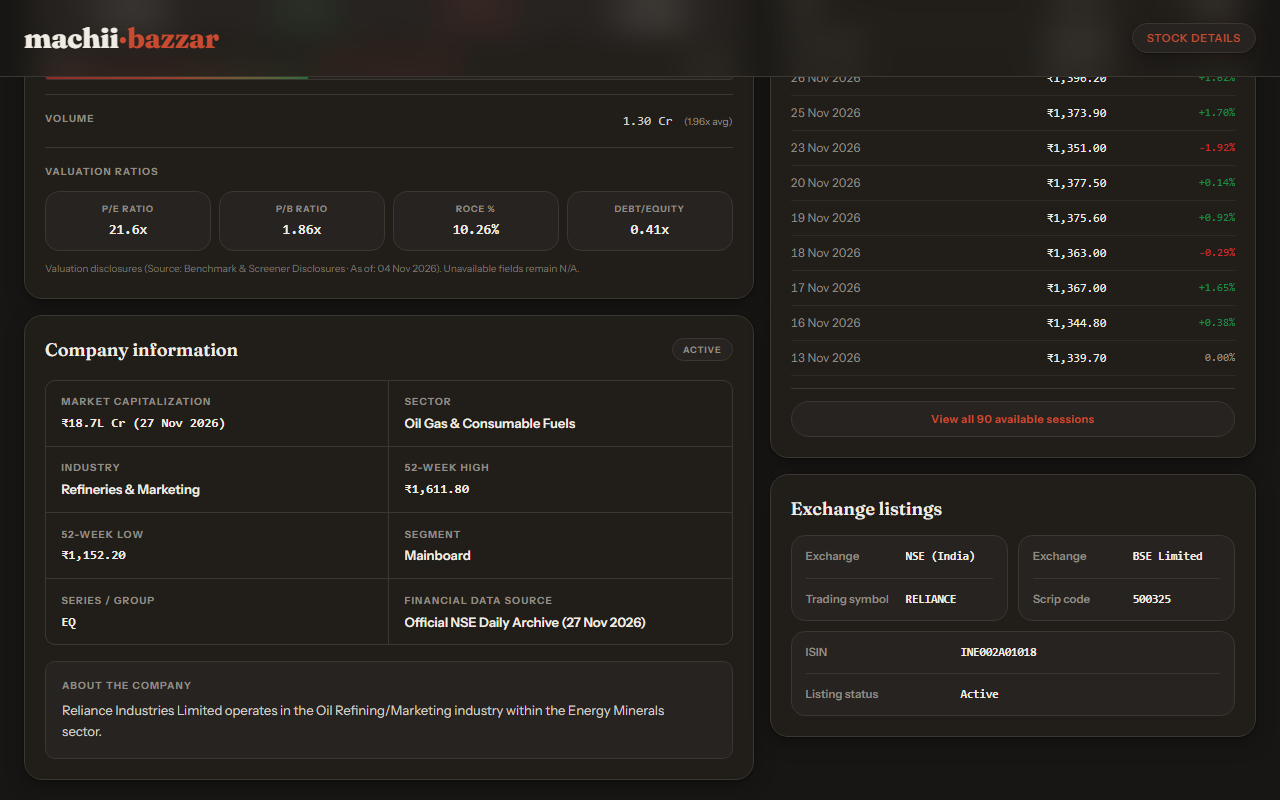 machii·bazzar
STOCK DETAILS
VOLUME
1.30 Cr (1.96x avg)
VALUATION RATIOS
P/E RATIO
21.6x
P/B RATIO
1.86x
ROCE %
10.26%
DEBT/EQUITY
0.41x
Valuation disclosures (Source: Benchmark & Screener Disclosures · As of: 04 Nov 2026). Unavailable fields remain N/A.
Company information
ACTIVE
MARKET CAPITALIZATION
₹18.7L Cr (27 Nov 2026)
SECTOR
Oil Gas & Consumable Fuels
INDUSTRY
Refineries & Marketing
52-WEEK HIGH
₹1,611.80
52-WEEK LOW
₹1,152.20
SEGMENT
Mainboard
SERIES / GROUP
EQ
FINANCIAL DATA SOURCE
Official NSE Daily Archive (27 Nov 2026)
ABOUT THE COMPANY
Reliance Industries Limited operates in the Oil Refining/Marketing industry within the Energy Minerals
sector.
26 Nov 2026 ₹1,396.20 +1.62%
25 Nov 2026 ₹1,373.90 +1.70%
23 Nov 2026 ₹1,351.00 -1.92%
20 Nov 2026 ₹1,377.50 +0.14%
19 Nov 2026 ₹1,375.60 +0.92%
18 Nov 2026 ₹1,363.00 -0.29%
17 Nov 2026 ₹1,367.00 +1.65%
16 Nov 2026 ₹1,344.80 +0.38%
13 Nov 2026 ₹1,339.70 0.00%
View all 90 available sessions
Exchange listings
Exchange NSE (India)
Trading symbol RELIANCE
Exchange BSE Limited
Scrip code 500325
ISIN INE002A01018
Listing status Active